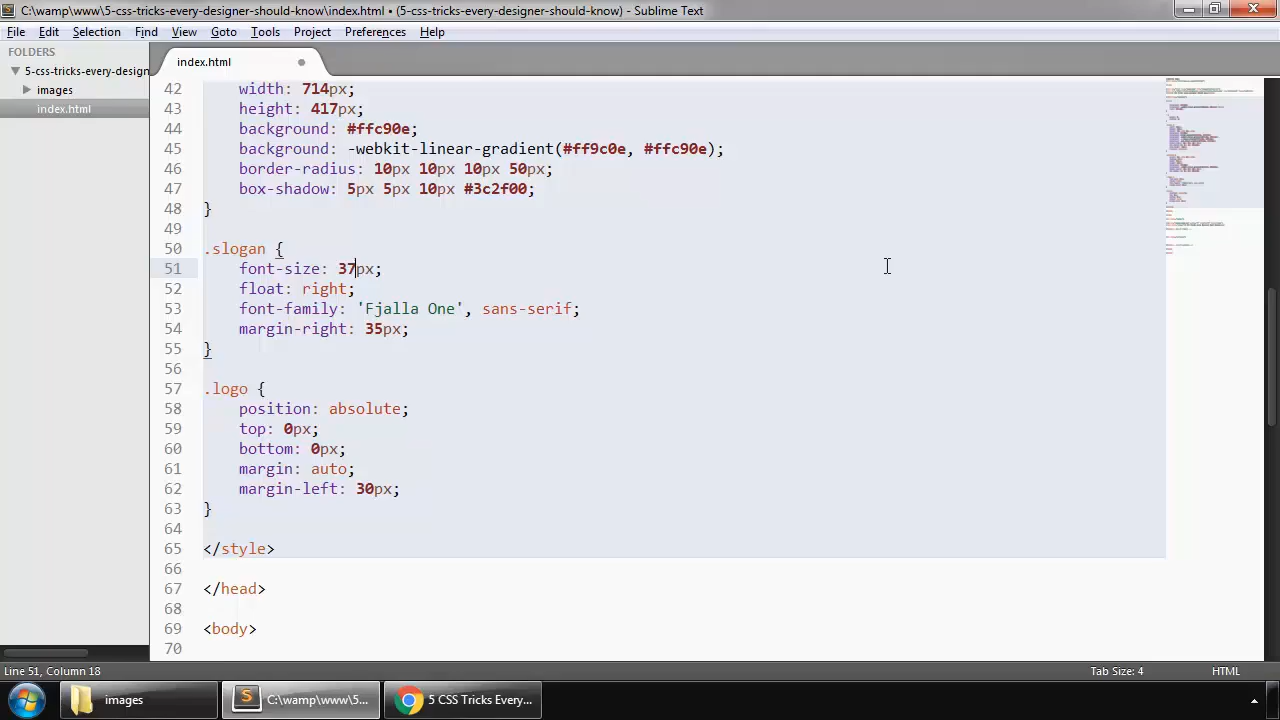 C:\wamp\www\5-css-tricks-every-designer-should-know\index.html • (5-css-tricks-every-designer-should-know) - Sublime Text
File Edit Selection Find View Goto Tools Project Preferences Help
FOLDERS
5-css-tricks-every-design
images
index.html
index.html
42 width: 714px;
43 height: 417px;
44 background: #ffc90e;
45 background: -webkit-linear-gradient(#ff9c0e, #ffc90e);
46 border-radius: 10px 10px 10px 50px;
47 box-shadow: 5px 5px 10px #3c2f00;
48 }
49
50 .slogan {
51 font-size: 37px;
52 float: right;
53 font-family: 'Fjalla One', sans-serif;
54 margin-right: 35px;
55 }
56
57 .logo {
58 position: absolute;
59 top: 0px;
60 bottom: 0px;
61 margin: auto;
62 margin-left: 30px;
63 }
64
65 </style>
66
67 </head>
68
69 <body>
70
Line 51, Column 18
Tab Size: 4
HTML
images
C:\wamp\www\5...
5 CSS Tricks Every...